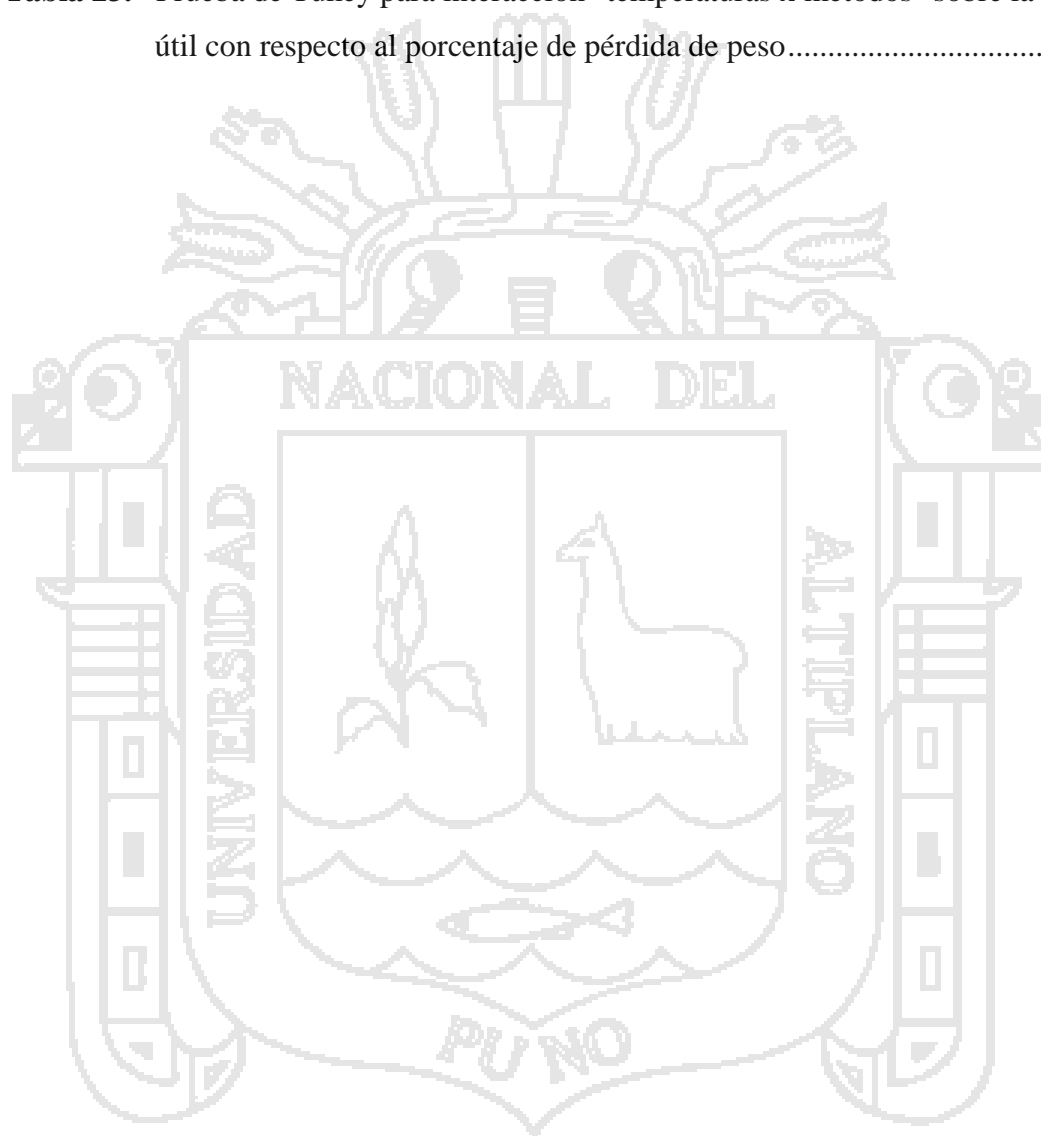 Tabla 23. Prueba de Tukey para interacción "temperaturas x métodos" sobre la
útil con respecto al porcentaje de pérdida de peso..............................
NACIONAL DEL
UNIVERSIDAD
ALTIPLANO
PUNO